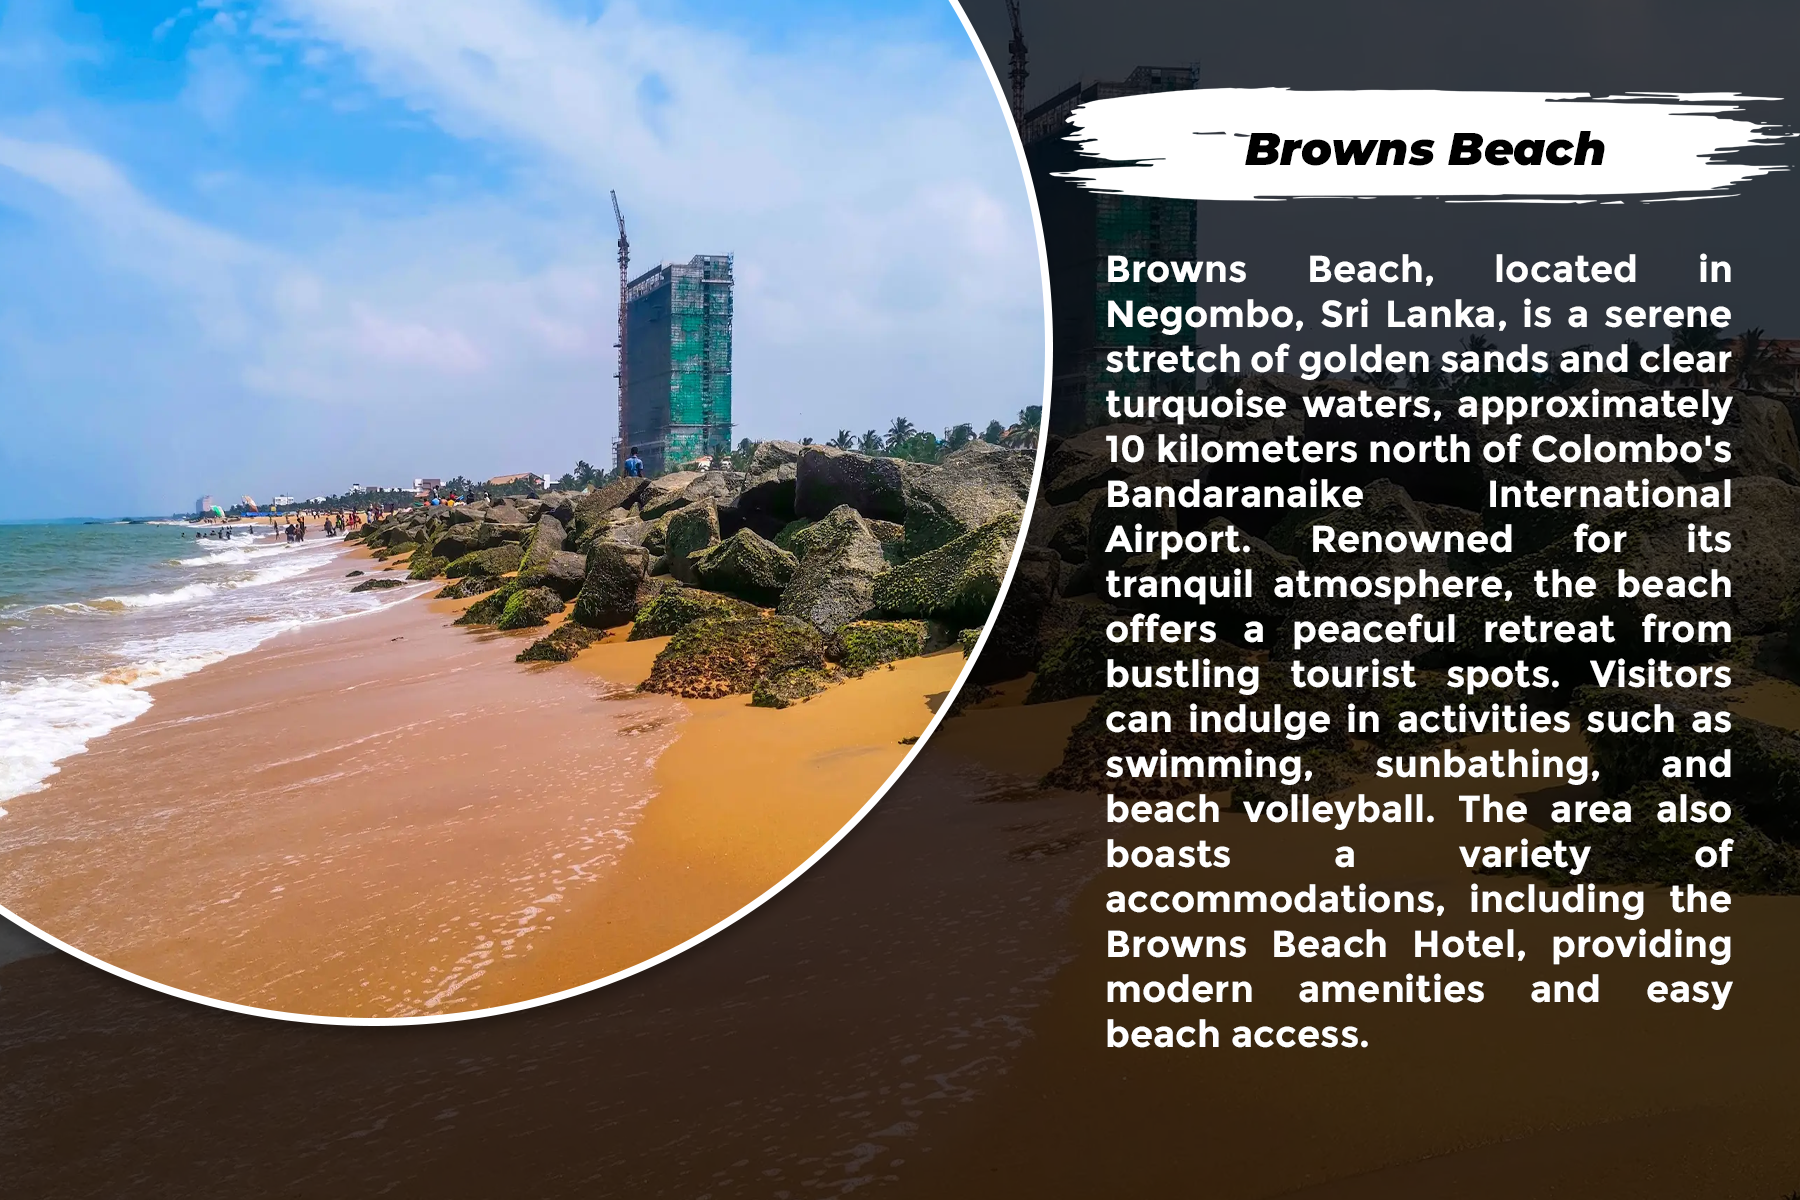 Browns Beach
Browns Beach, located in
Negombo, Sri Lanka, is a serene
stretch of golden sands and clear
turquoise waters, approximately
10 kilometers north of Colombo's
Bandaranaike International
Airport. Renowned for its
tranquil atmosphere, the beach
offers a peaceful retreat from
bustling tourist spots. Visitors
can indulge in activities such as
swimming, sunbathing, and
beach volleyball. The area also
boasts a variety of
accommodations, including the
Browns Beach Hotel, providing
modern amenities and easy
beach access.